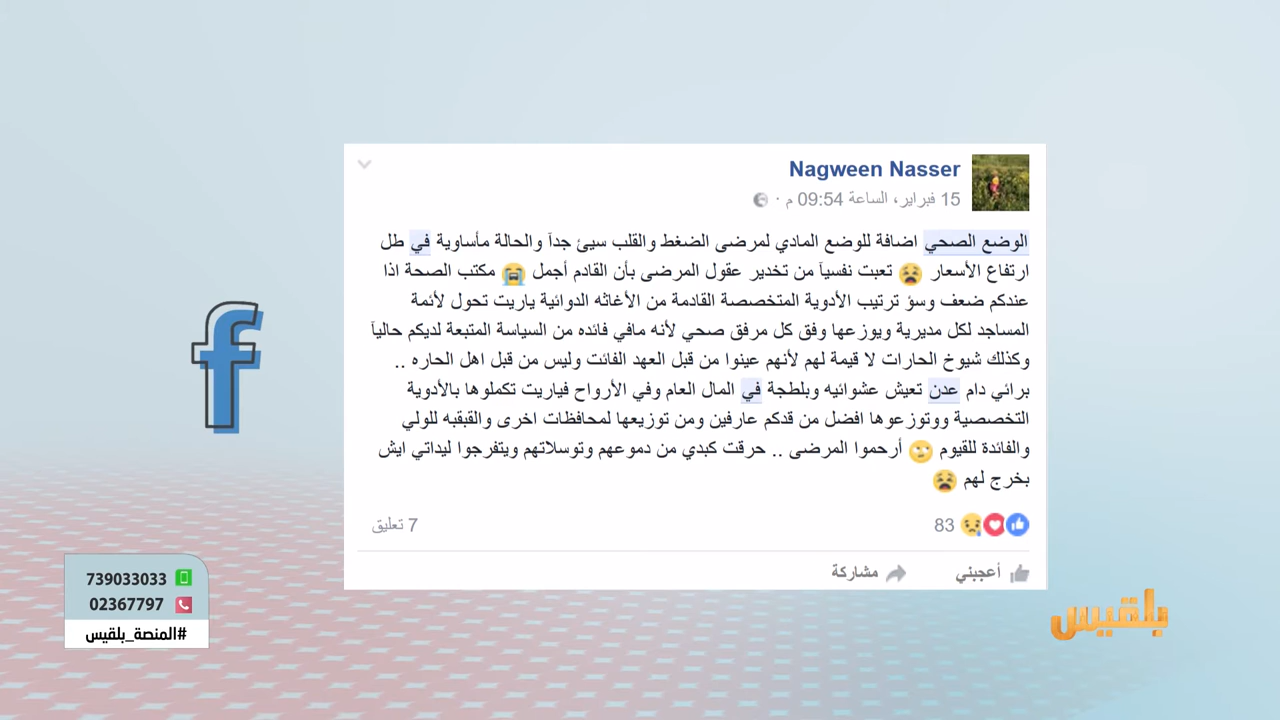 Nagween Nasser
15 فبراير، الساعة 09:54 م ·
الوضع الصحي اضافة للوضع المادي لمرضى الضغط والقلب سيئ جدآ والحالة مأساوية في طل
ارتفاع الأسعار 😫 تعبت نفسيآ من تخدير عقول المرضى بأن القادم أجمل 😭 مكتب الصحة اذا
عندكم ضعف وسؤ ترتيب الأدوية المتخصصة القادمة من الأغاثه الدوائية ياريت تحول لأئمة
المساجد لكل مديرية ويوزعها وفق كل مرفق صحي لأنه مافي فائده من السياسة المتبعة لديكم حاليآ
وكذلك شيوخ الحارات لا قيمة لهم لأنهم عينوا من قبل العهد الفائت وليس من قبل اهل الحاره ..
برائي دام عدن تعيش عشوائيه وبلطجة في المال العام وفي الأرواح فياريت تكملوها بالأدوية
التخصصية ووتوزعوها افضل من قدكم عارفين ومن توزيعها لمحافظات اخرى والقبقبه للولي
والفائدة للقيوم 🙄 أرحموا المرضى .. حرقت كبدي من دموعهم وتوسلاتهم ويتفرجوا ليداتي ايش
بخرج لهم 😫
83
7 تعليق
أعجبني
مشاركة
739033033
02367797
#المنصة_بلقيس
بلقيس